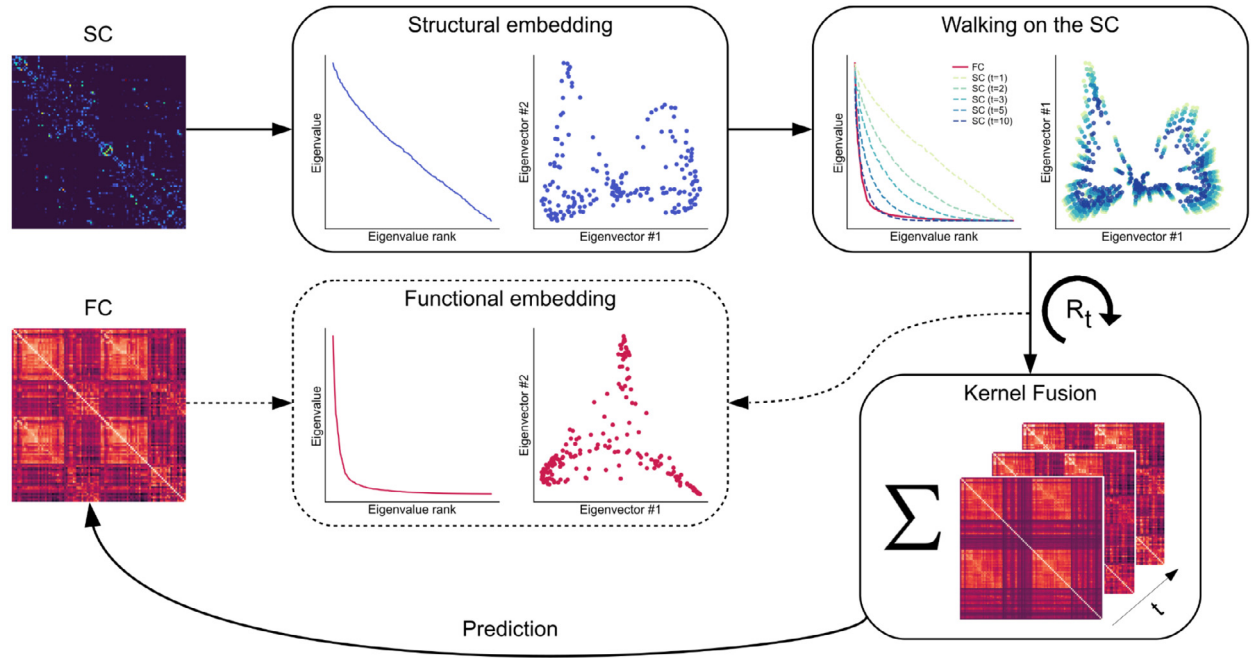 SC
Structural embedding
Eigenvalue
Eigenvalue rank
Eigenvector #2
Eigenvector #1
Walking on the SC
Eigenvalue
FC
SC (t=1)
SC (t=2)
SC (t=3)
SC (t=5)
SC (t=10)
Eigenvalue rank
Eigenvector #1
Eigenvector #1
FC
Functional embedding
Eigenvalue
Eigenvalue rank
Eigenvector #2
Eigenvector #1
Rt
Kernel Fusion
Σ
t
Prediction